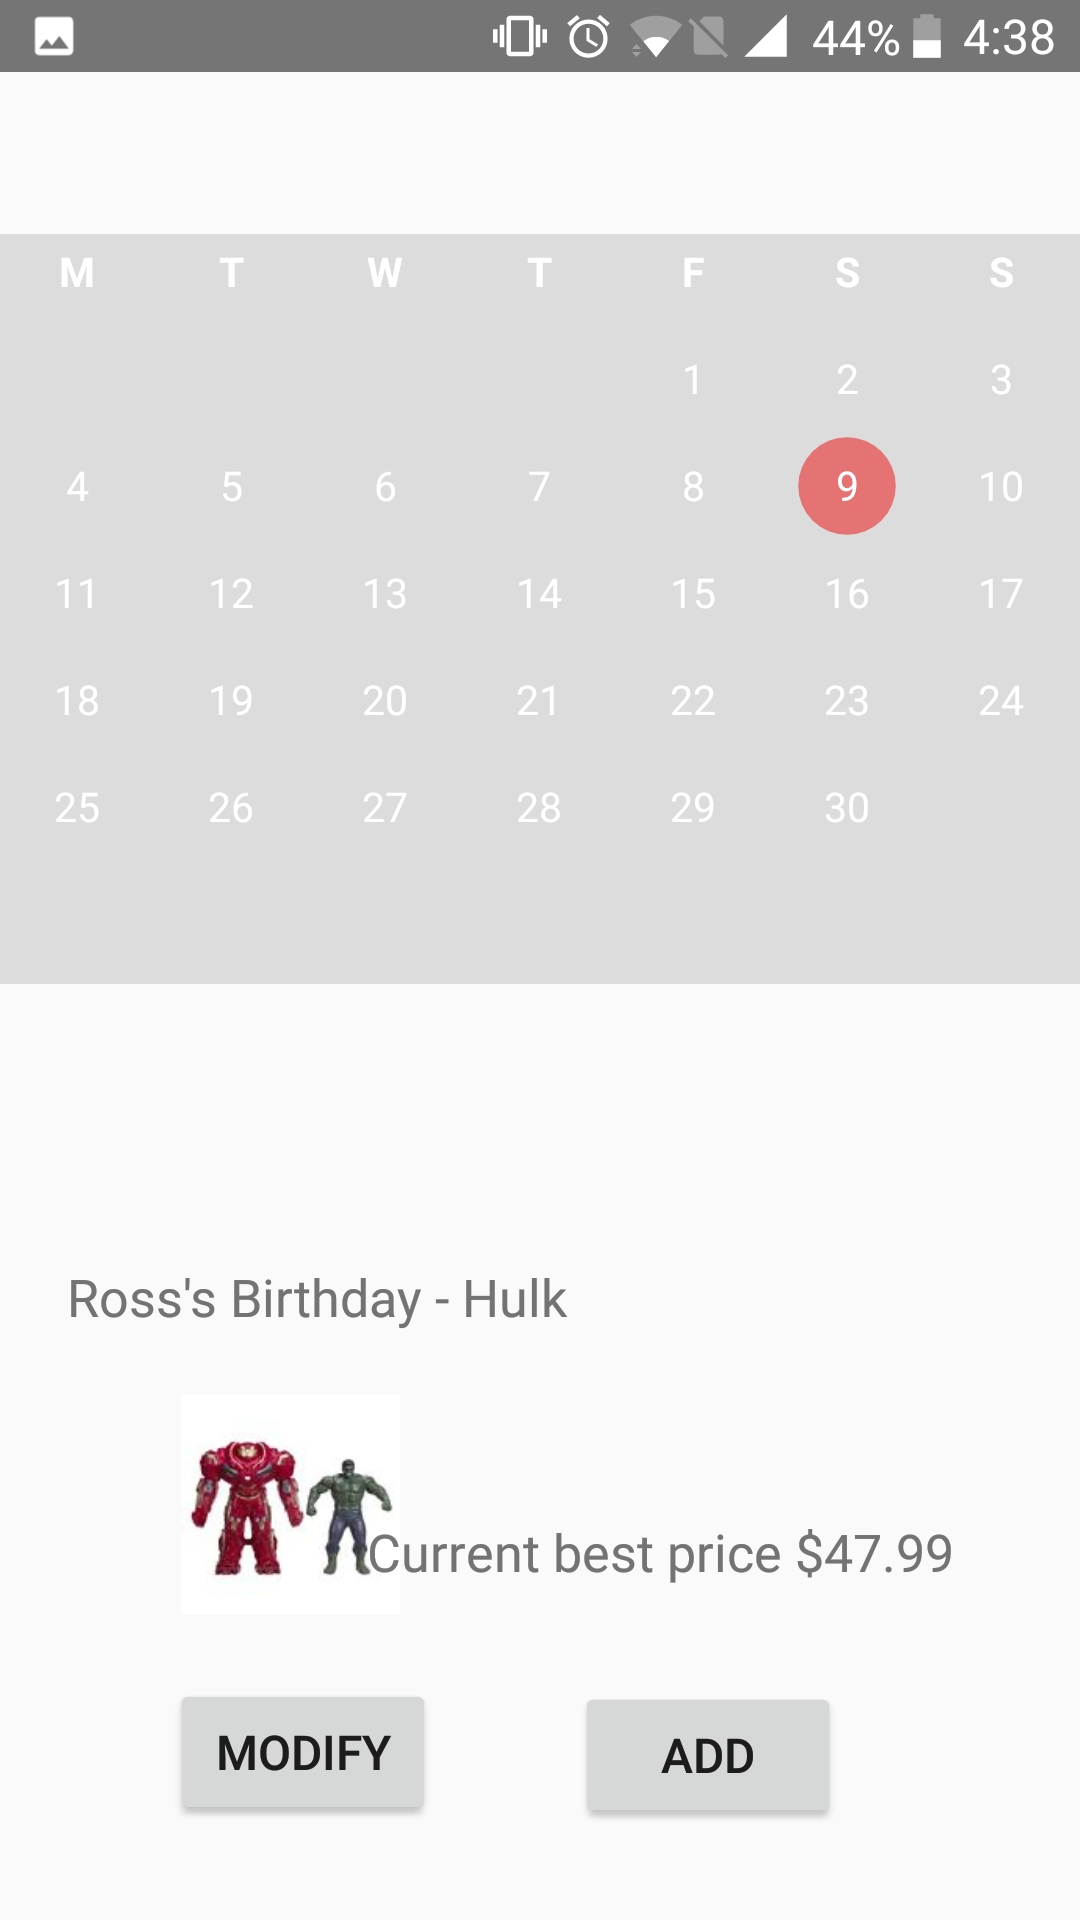 44% 4:38
M T W T F S S
1 2 3
4 5 6 7 8 9 10
11 12 13 14 15 16 17
18 19 20 21 22 23 24
25 26 27 28 29 30
Ross's Birthday - Hulk
Current best price $47.99
MODIFY ADD